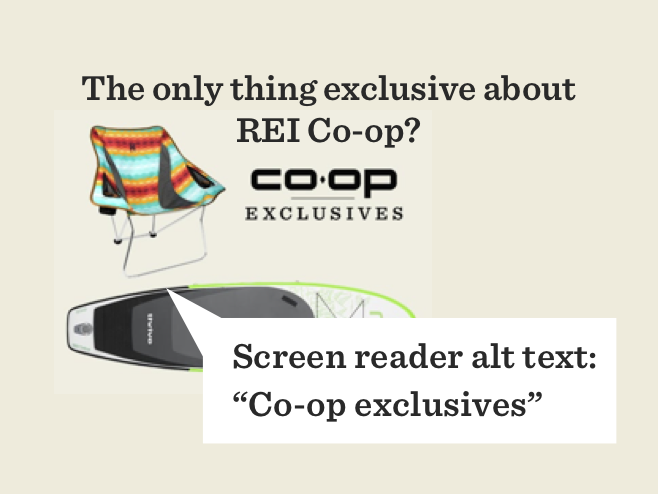 The only thing exclusive about
REI Co-op?
co·op
EXCLUSIVES
Screen reader alt text:
“Co-op exclusives”